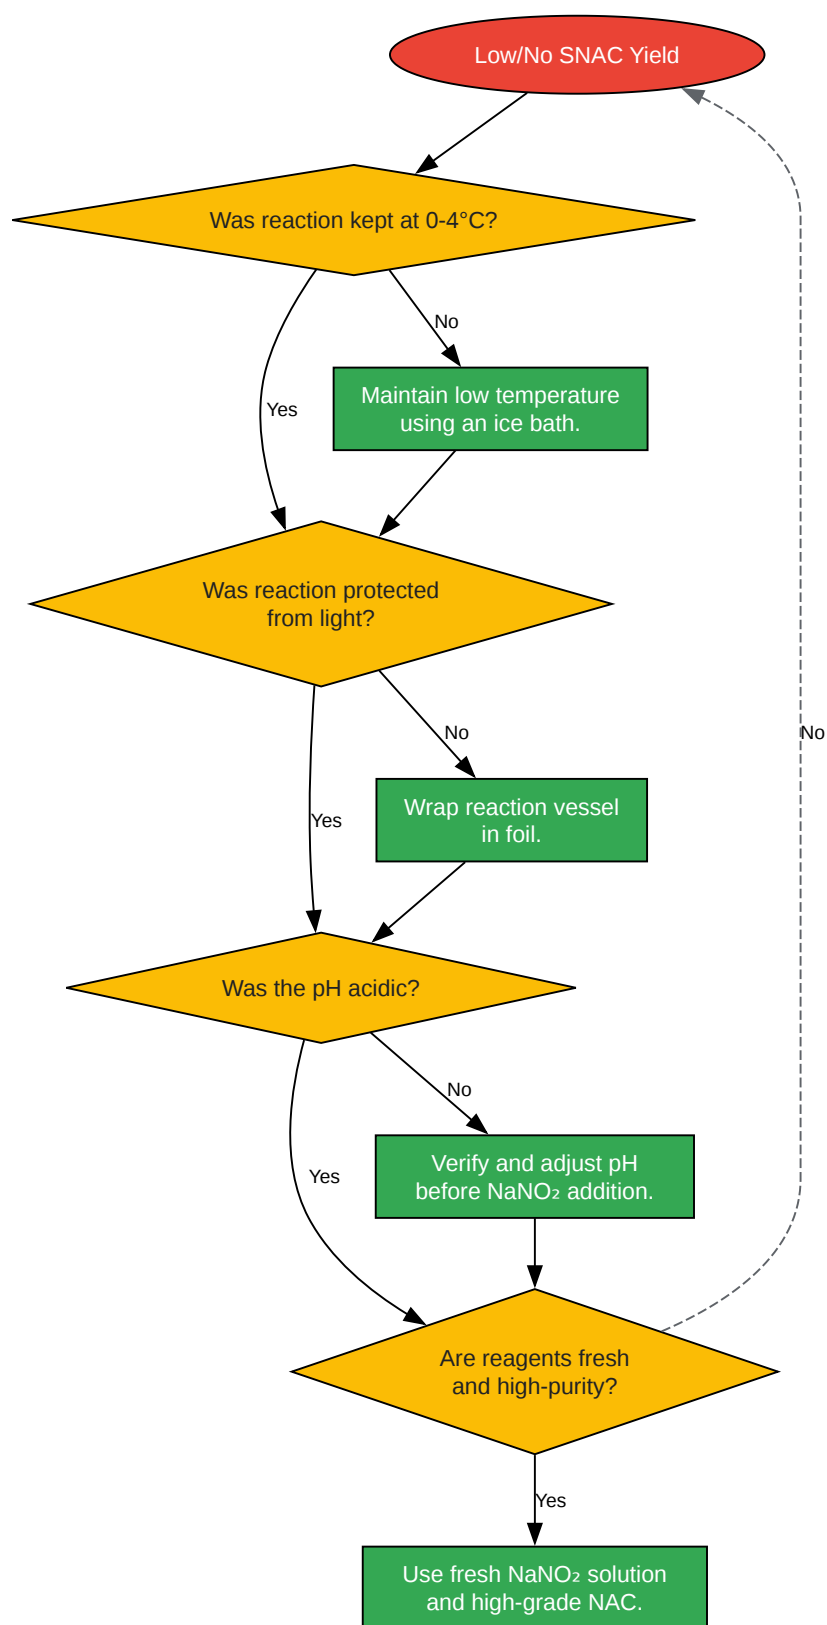 Low/No SNAC Yield
Was reaction kept at 0-4°C?
No
Maintain low temperature
using an ice bath.
Yes
Was reaction protected
from light?
No
No
Wrap reaction vessel
in foil.
Yes
Was the pH acidic?
No
Verify and adjust pH
before NaNO₂ addition.
Yes
Are reagents fresh
and high-purity?
Yes
Use fresh NaNO₂ solution
and high-grade NAC.